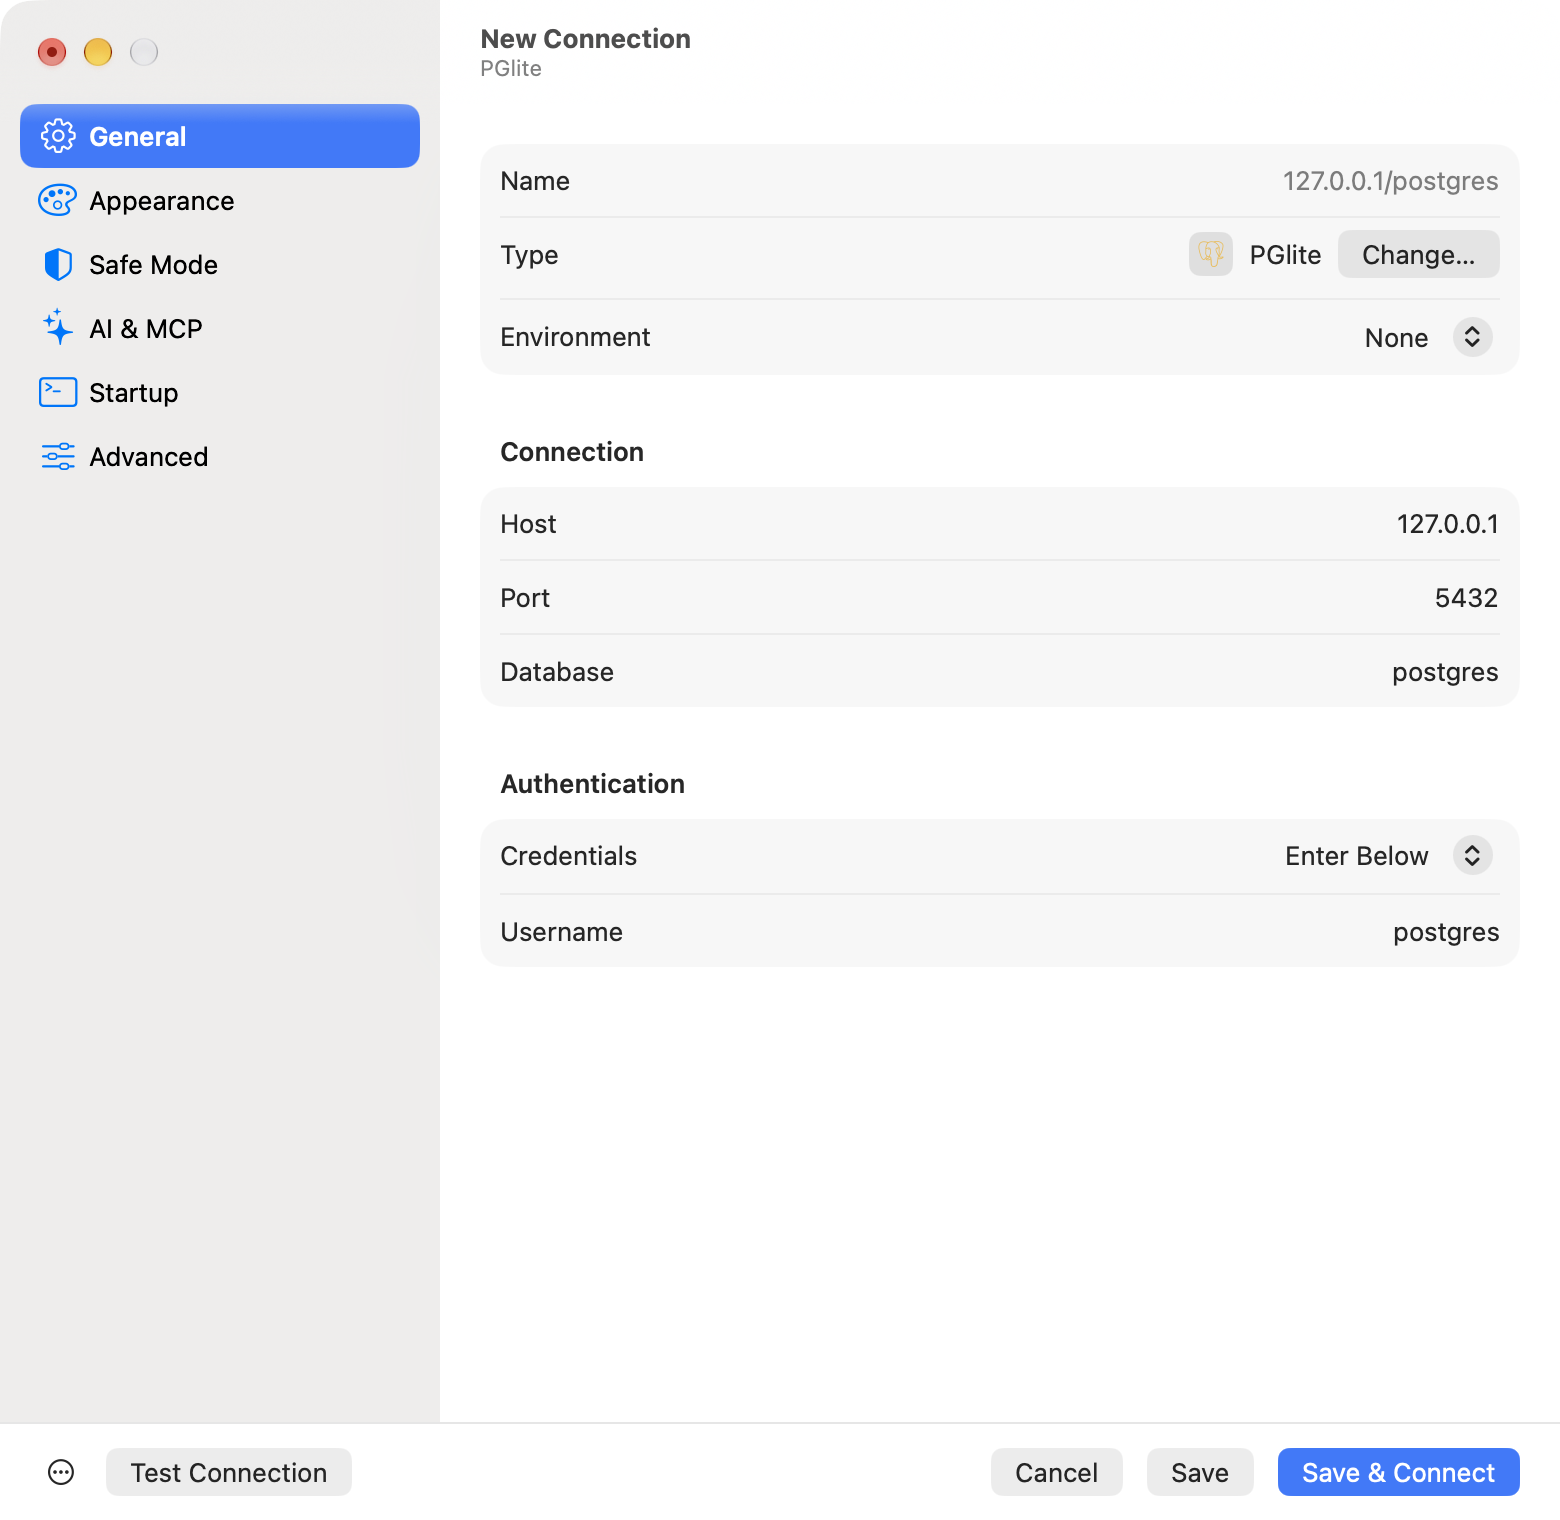 New Connection
PGlite
General
Appearance
Safe Mode
AI & MCP
Startup
Advanced
Name 127.0.0.1/postgres
Type PGlite Change...
Environment None
Connection
Host 127.0.0.1
Port 5432
Database postgres
Authentication
Credentials Enter Below
Username postgres
Test Connection Cancel Save Save & Connect